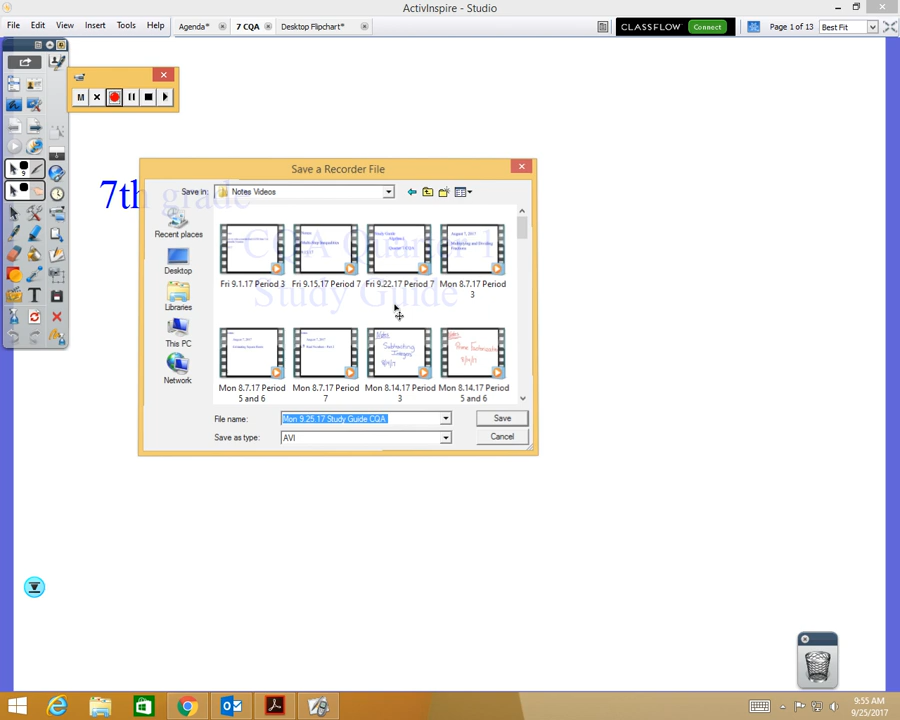 ActivInspire - Studio
File Edit View Insert Tools Help
Agenda* 7 CQA Desktop Flipchart*
CLASSFLOW Connect
Page 1 of 13 Best Fit
M
9
7th grade
CQA Quarter 1
Study Guide
Save a Recorder File
Save in: Notes Videos
Recent places
Desktop
Libraries
This PC
Network
Fri 9.1.17 Period 3
Fri 9.15.17 Period 7
Fri 9.22.17 Period 7
Mon 8.7.17 Period 3
Mon 8.7.17 Period 5 and 6
Mon 8.7.17 Period 7
Mon 8.14.17 Period 3
Mon 8.14.17 Period 5 and 6
File name: Mon 9.25.17 Study Guide CQA
Save
Save as type: AVI
Cancel
9:55 AM
9/25/2017